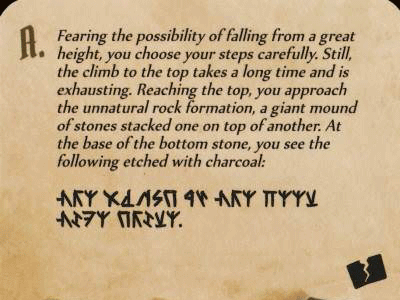 A. Fearing the possibility of falling from a great
height, you choose your steps carefully. Still,
the climb to the top takes a long time and is
exhausting. Reaching the top, you approach
the unnatural rock formation, a giant mound
of stones stacked one on top of another. At
the base of the bottom stone, you see the
following etched with charcoal: